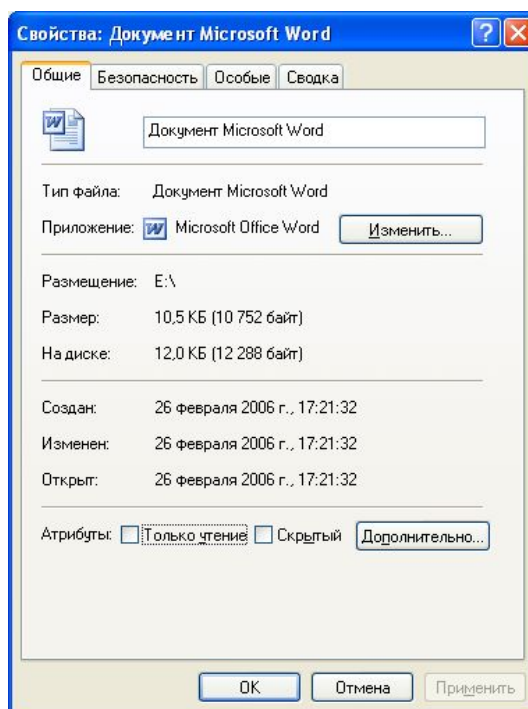 Свойства: Документ Microsoft Word
Общие Безопасность Особые Сводка
Документ Microsoft Word
Тип файла: Документ Microsoft Word
Приложение: Microsoft Office Word Изменить...
Размещение: E:\
Размер: 10,5 КБ (10 752 байт)
На диске: 12,0 КБ (12 288 байт)
Создан: 26 февраля 2006 г., 17:21:32
Изменен: 26 февраля 2006 г., 17:21:32
Открыт: 26 февраля 2006 г., 17:21:32
Атрибуты: Только чтение Скрытый Дополнительно...
OK Отмена Применить